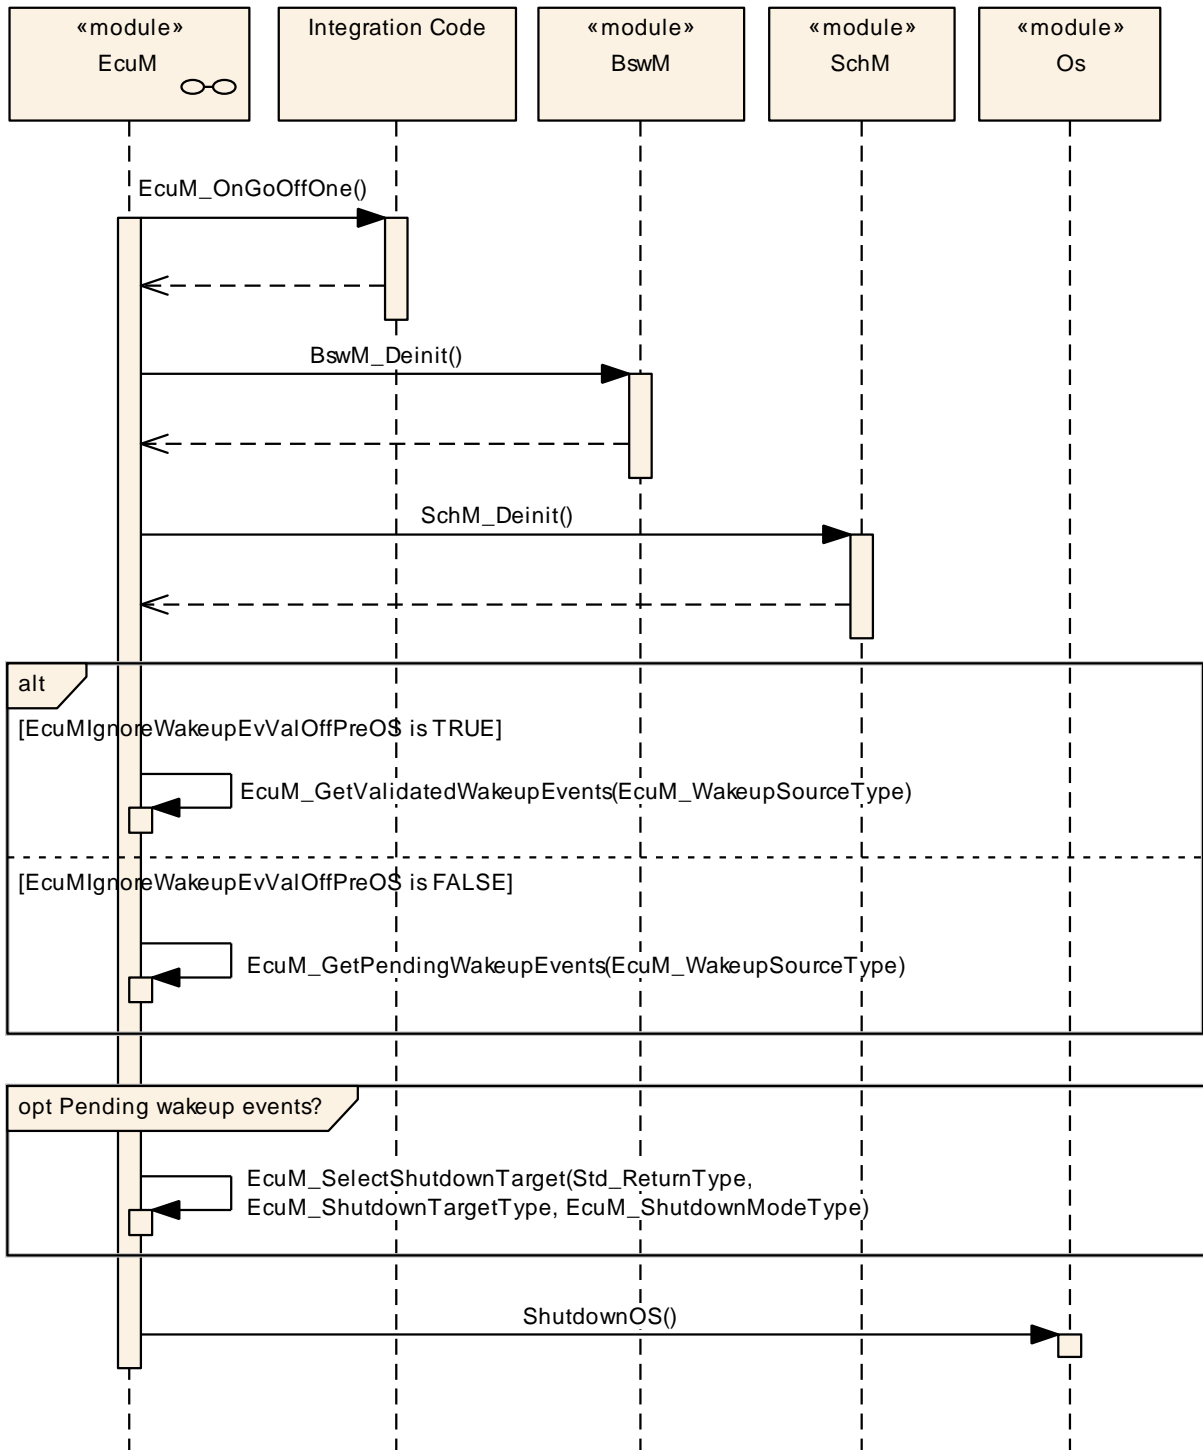 «module»
EcuM
Integration Code
«module»
BswM
«module»
SchM
«module»
Os
EcuM_OnGoOffOne()
BswM_Deinit()
SchM_Deinit()
alt
[EcuMIgnoreWakeupEvValOffPreOS is TRUE]
EcuM_GetValidatedWakeupEvents(EcuM_WakeupSourceType)
[EcuMIgnoreWakeupEvValOffPreOS is FALSE]
EcuM_GetPendingWakeupEvents(EcuM_WakeupSourceType)
opt Pending wakeup events?
EcuM_SelectShutdownTarget(Std_ReturnType,
EcuM_ShutdownTargetType, EcuM_ShutdownModeType)
ShutdownOS()